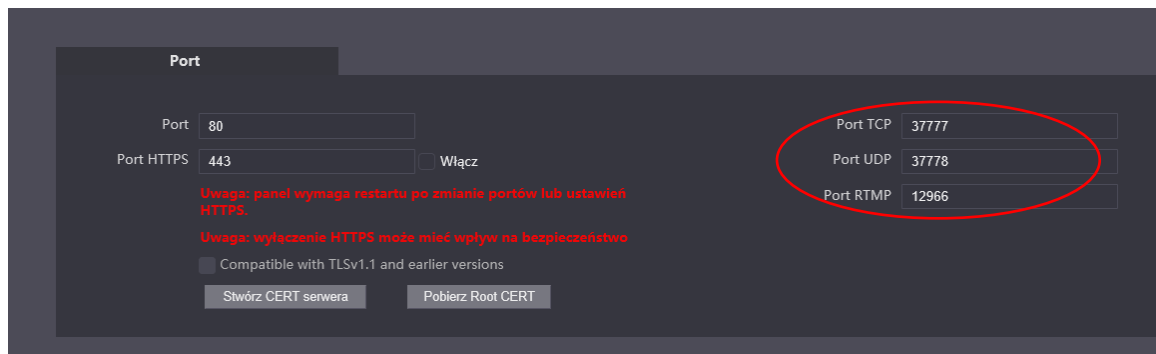 Port
Port 80
Port HTTPS 443 Włącz
Uwaga: panel wymaga restartu po zmianie portów lub ustawień
HTTPS.
Uwaga: wyłączenie HTTPS może mieć wpływ na bezpieczeństwo
Compatible with TLSv1.1 and earlier versions
Stwórz CERT serwera Pobierz Root CERT
Port TCP 37777
Port UDP 37778
Port RTMP 12966